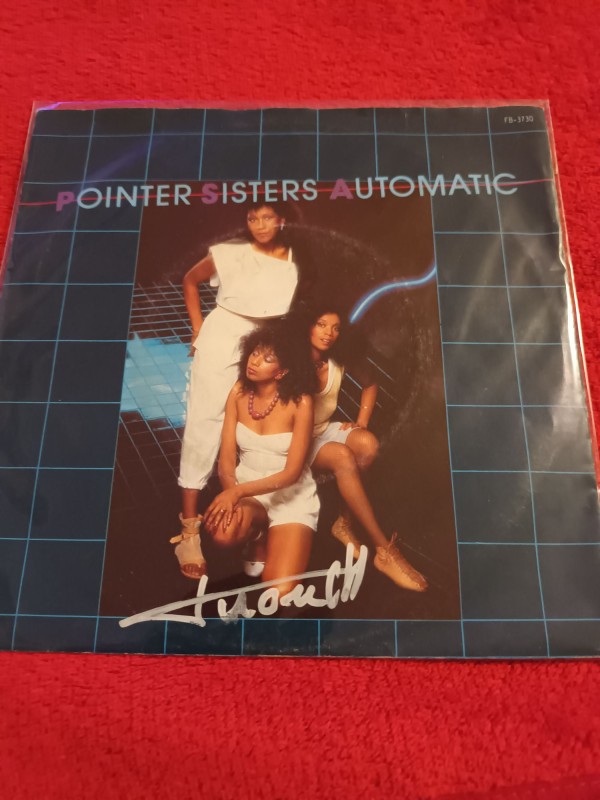 FB-3730
POINTER SISTERS AUTOMATIC